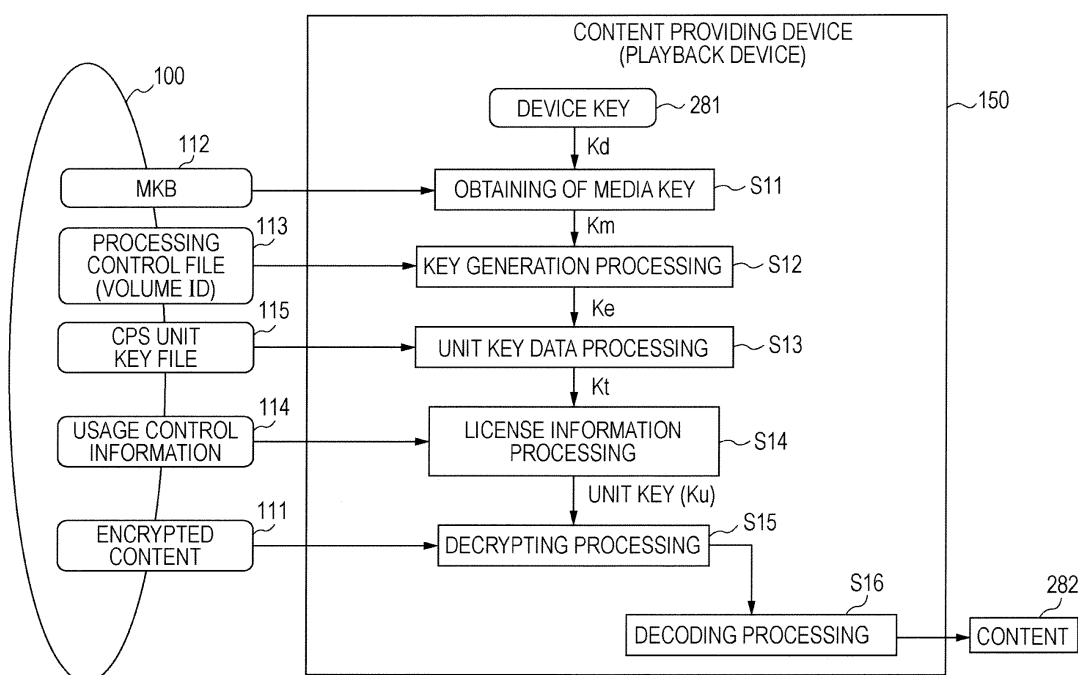 CONTENT PROVIDING DEVICE
(PLAYBACK DEVICE)
100
150
DEVICE KEY
281
Kd
112
MKB
OBTAINING OF MEDIA KEY
S11
Km
113
PROCESSING
CONTROL FILE
(VOLUME ID)
KEY GENERATION PROCESSING
S12
Ke
115
CPS UNIT
KEY FILE
UNIT KEY DATA PROCESSING
S13
Kt
114
USAGE CONTROL
INFORMATION
LICENSE INFORMATION
PROCESSING
S14
UNIT KEY (Ku)
111
ENCRYPTED
CONTENT
DECRYPTING PROCESSING
S15
S16
DECODING PROCESSING
282
CONTENT